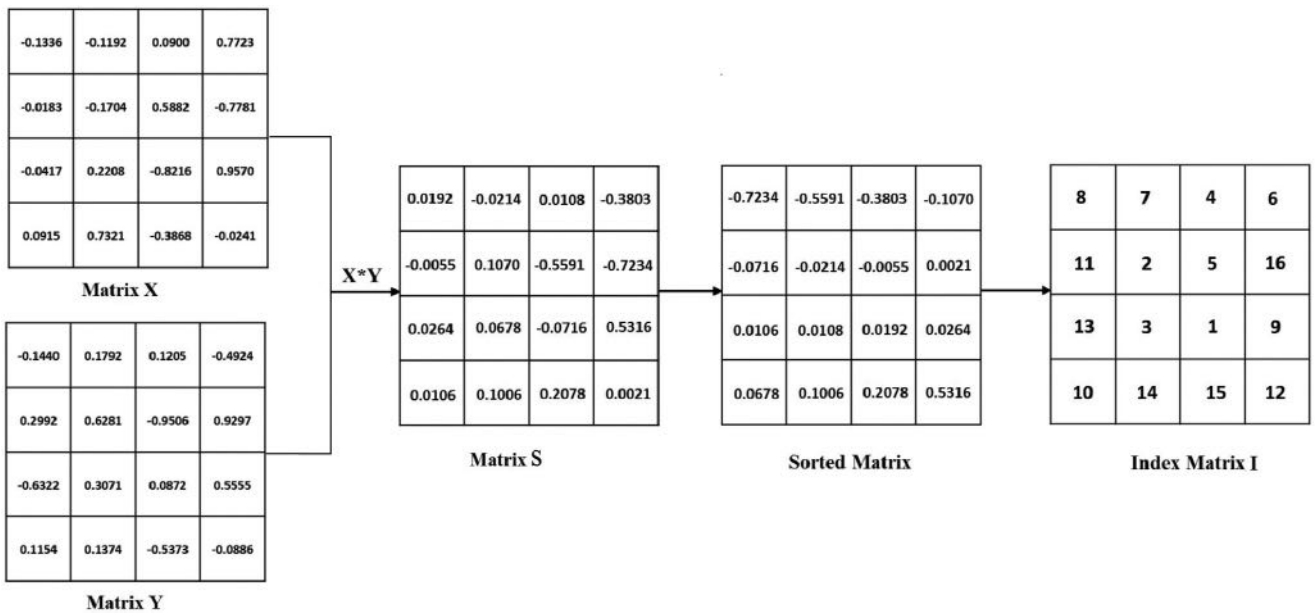 -0.1336 -0.1192 0.0900 0.7723
-0.0183 -0.1704 0.5882 -0.7781
-0.0417 0.2208 -0.8216 0.9570
0.0915 0.7321 -0.3868 -0.0241
Matrix X
-0.1440 0.1792 0.1205 -0.4924
0.2992 0.6281 -0.9506 0.9297
-0.6322 0.3071 0.0872 0.5555
0.1154 0.1374 -0.5373 -0.0886
Matrix Y
X*Y
0.0192 -0.0214 0.0108 -0.3803
-0.0055 0.1070 -0.5591 -0.7234
0.0264 0.0678 -0.0716 0.5316
0.0106 0.1006 0.2078 0.0021
Matrix S
-0.7234 -0.5591 -0.3803 -0.1070
-0.0716 -0.0214 -0.0055 0.0021
0.0106 0.0108 0.0192 0.0264
0.0678 0.1006 0.2078 0.5316
Sorted Matrix
8 7 4 6
11 2 5 16
13 3 1 9
10 14 15 12
Index Matrix I